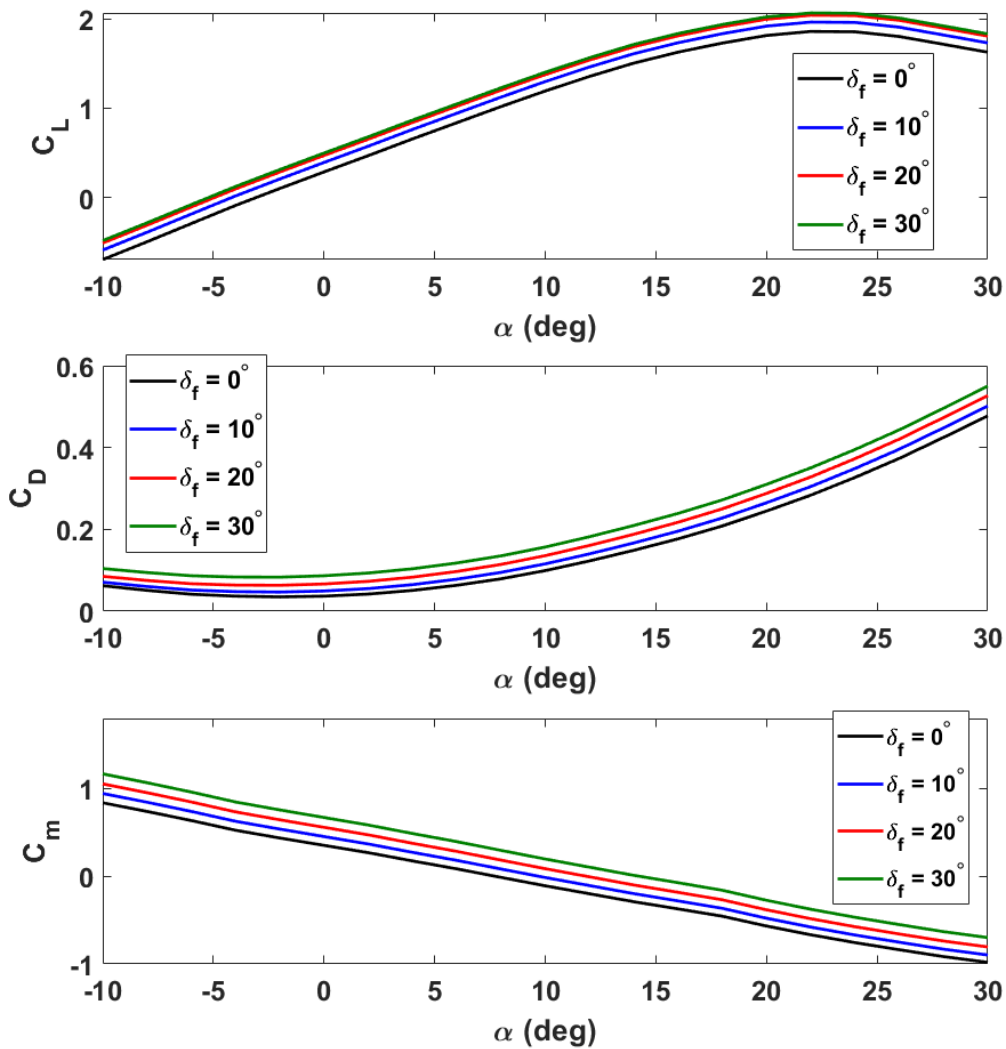 2
1
0
C_L
δ_f = 0°
δ_f = 10°
δ_f = 20°
δ_f = 30°
-10 -5 0 5 10 15 20 25 30
α (deg)
0.6
0.4
0.2
0
C_D
δ_f = 0°
δ_f = 10°
δ_f = 20°
δ_f = 30°
-10 -5 0 5 10 15 20 25 30
α (deg)
1
0
-1
C_m
δ_f = 0°
δ_f = 10°
δ_f = 20°
δ_f = 30°
-10 -5 0 5 10 15 20 25 30
α (deg)